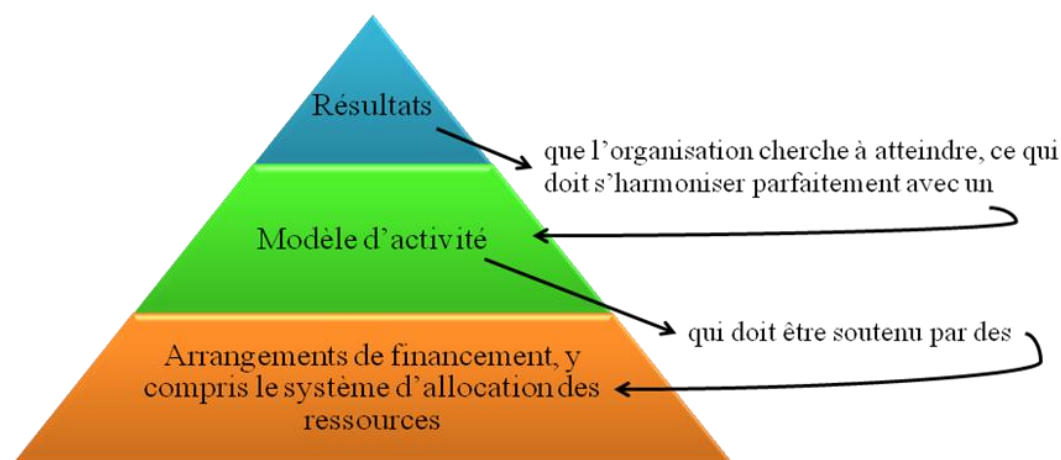 Résultats
que l’organisation cherche à atteindre, ce qui
doit s’harmoniser parfaitement avec un
Modèle d’activité
qui doit être soutenu par des
Arrangements de financement, y
compris le système d’allocation des
ressources